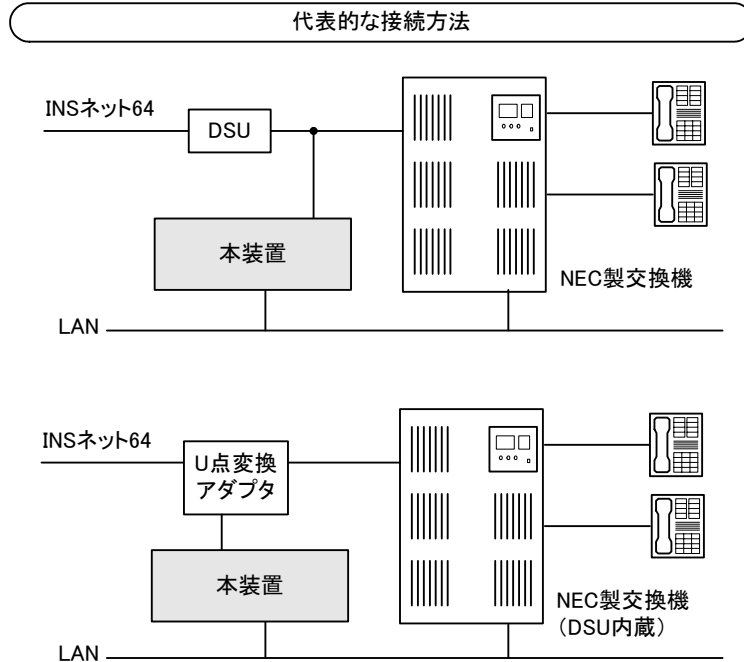 代表的な接続方法
INSネット64
DSU
本装置
NEC製交換機
LAN
INSネット64
U点変換
アダプタ
本装置
NEC製交換機
（DSU内蔵）
LAN